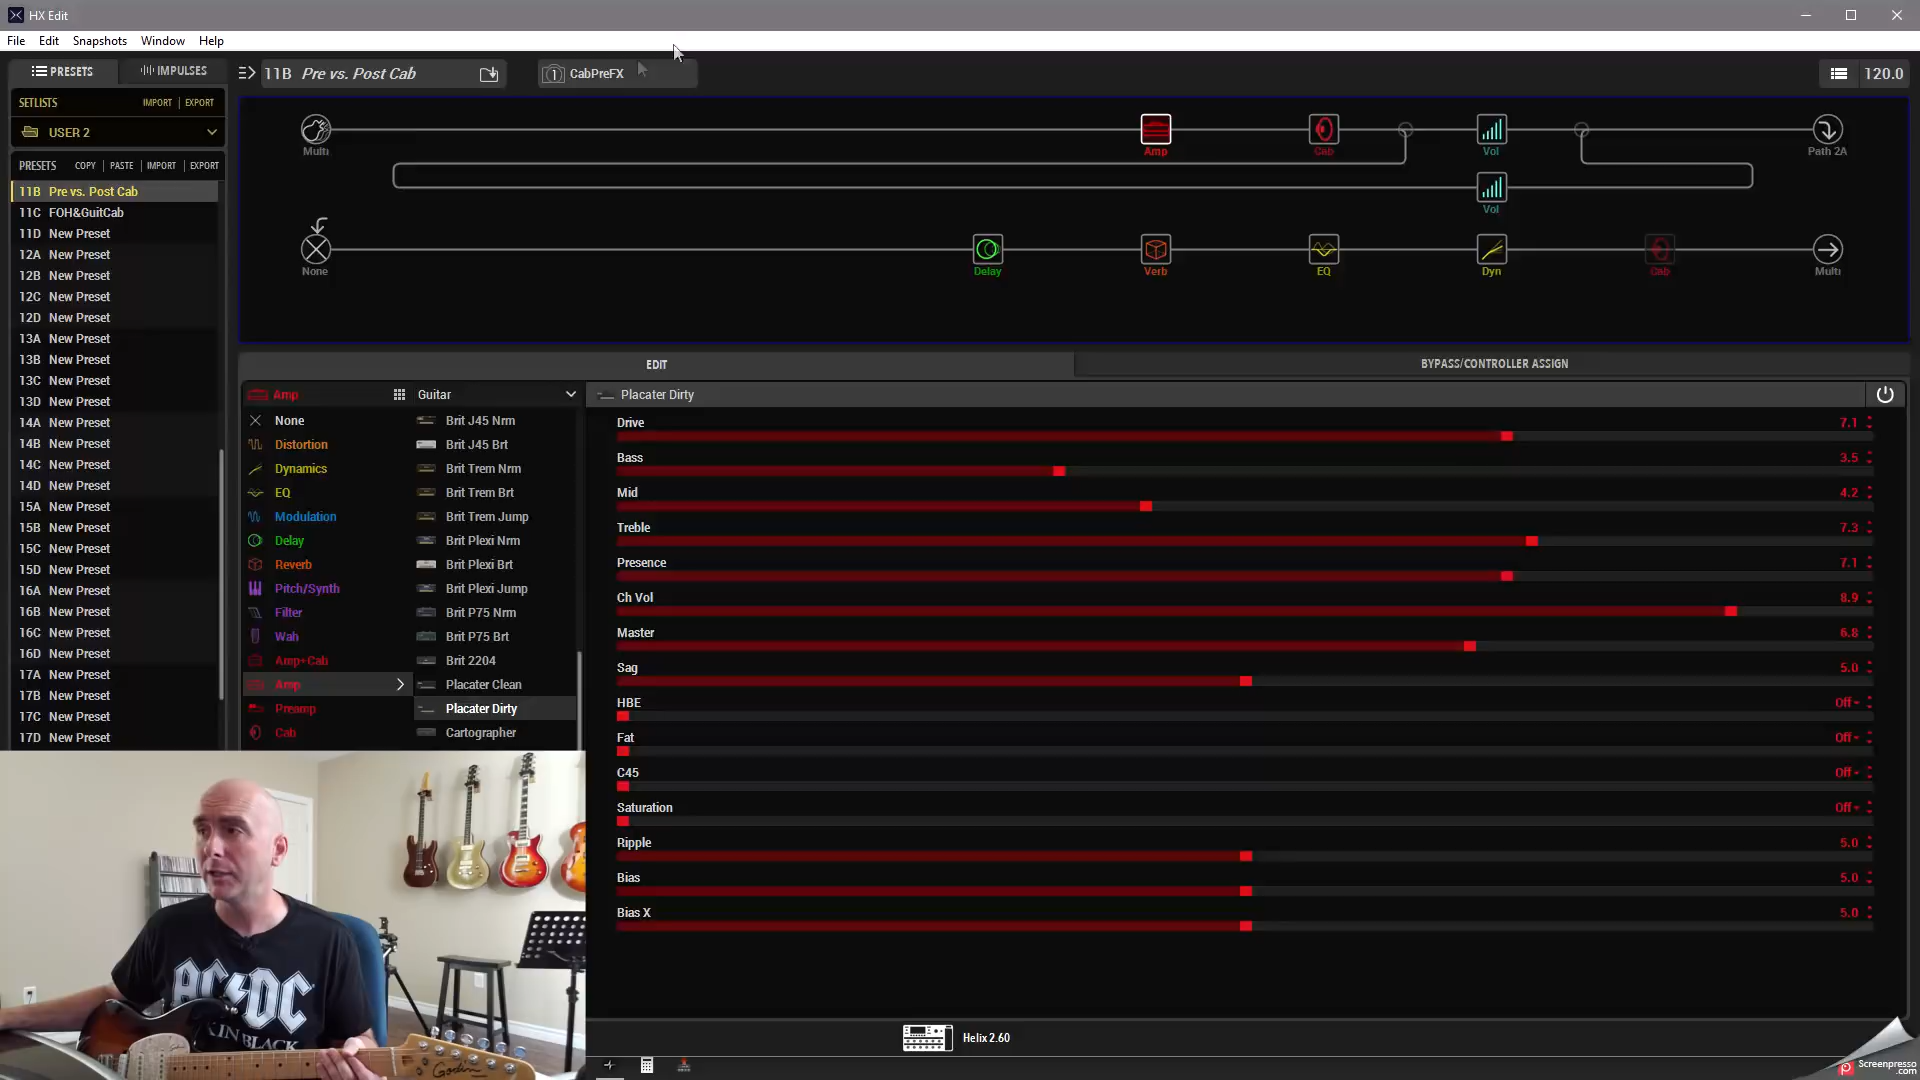 HX Edit
File Edit Snapshots Window Help
PRESETS IMPULSES
11B Pre vs. Post Cab
1 CabPreFX
120.0
SETLISTS IMPORT | EXPORT
USER 2
PRESETS COPY | PASTE | IMPORT | EXPORT
11B Pre vs. Post Cab
11C FOH&GuitCab
11D New Preset
12A New Preset
12B New Preset
12C New Preset
12D New Preset
13A New Preset
13B New Preset
13C New Preset
13D New Preset
14A New Preset
14B New Preset
14C New Preset
14D New Preset
15A New Preset
15B New Preset
15C New Preset
15D New Preset
16A New Preset
16B New Preset
16C New Preset
16D New Preset
17A New Preset
17B New Preset
17C New Preset
17D New Preset
Multi Amp Cab Vol Path 2A
Vol
None Delay Verb EQ Dyn Cab Multi
EDIT
BYPASS/CONTROLLER ASSIGN
Amp
None
Distortion
Dynamics
EQ
Modulation
Delay
Reverb
Pitch/Synth
Filter
Wah
Amp+Cab
Amp
Preamp
Cab
Guitar
Brit J45 Nrm
Brit J45 Brt
Brit Trem Nrm
Brit Trem Brt
Brit Trem Jump
Brit Plexi Nrm
Brit Plexi Brt
Brit Plexi Jump
Brit P75 Nrm
Brit P75 Brt
Brit 2204
Placater Clean
Placater Dirty
Cartographer
Placater Dirty
Drive 7.1
Bass 3.5
Mid 4.2
Treble 7.3
Presence 7.1
Ch Vol 8.9
Master 6.8
Sag 5.0
HBE Off
Fat Off
C45 Off
Saturation Off
Ripple 5.0
Bias 5.0
Bias X 5.0
AC DC
IN BLACK
Godin
Helix 2.60
Screenpresso
.com